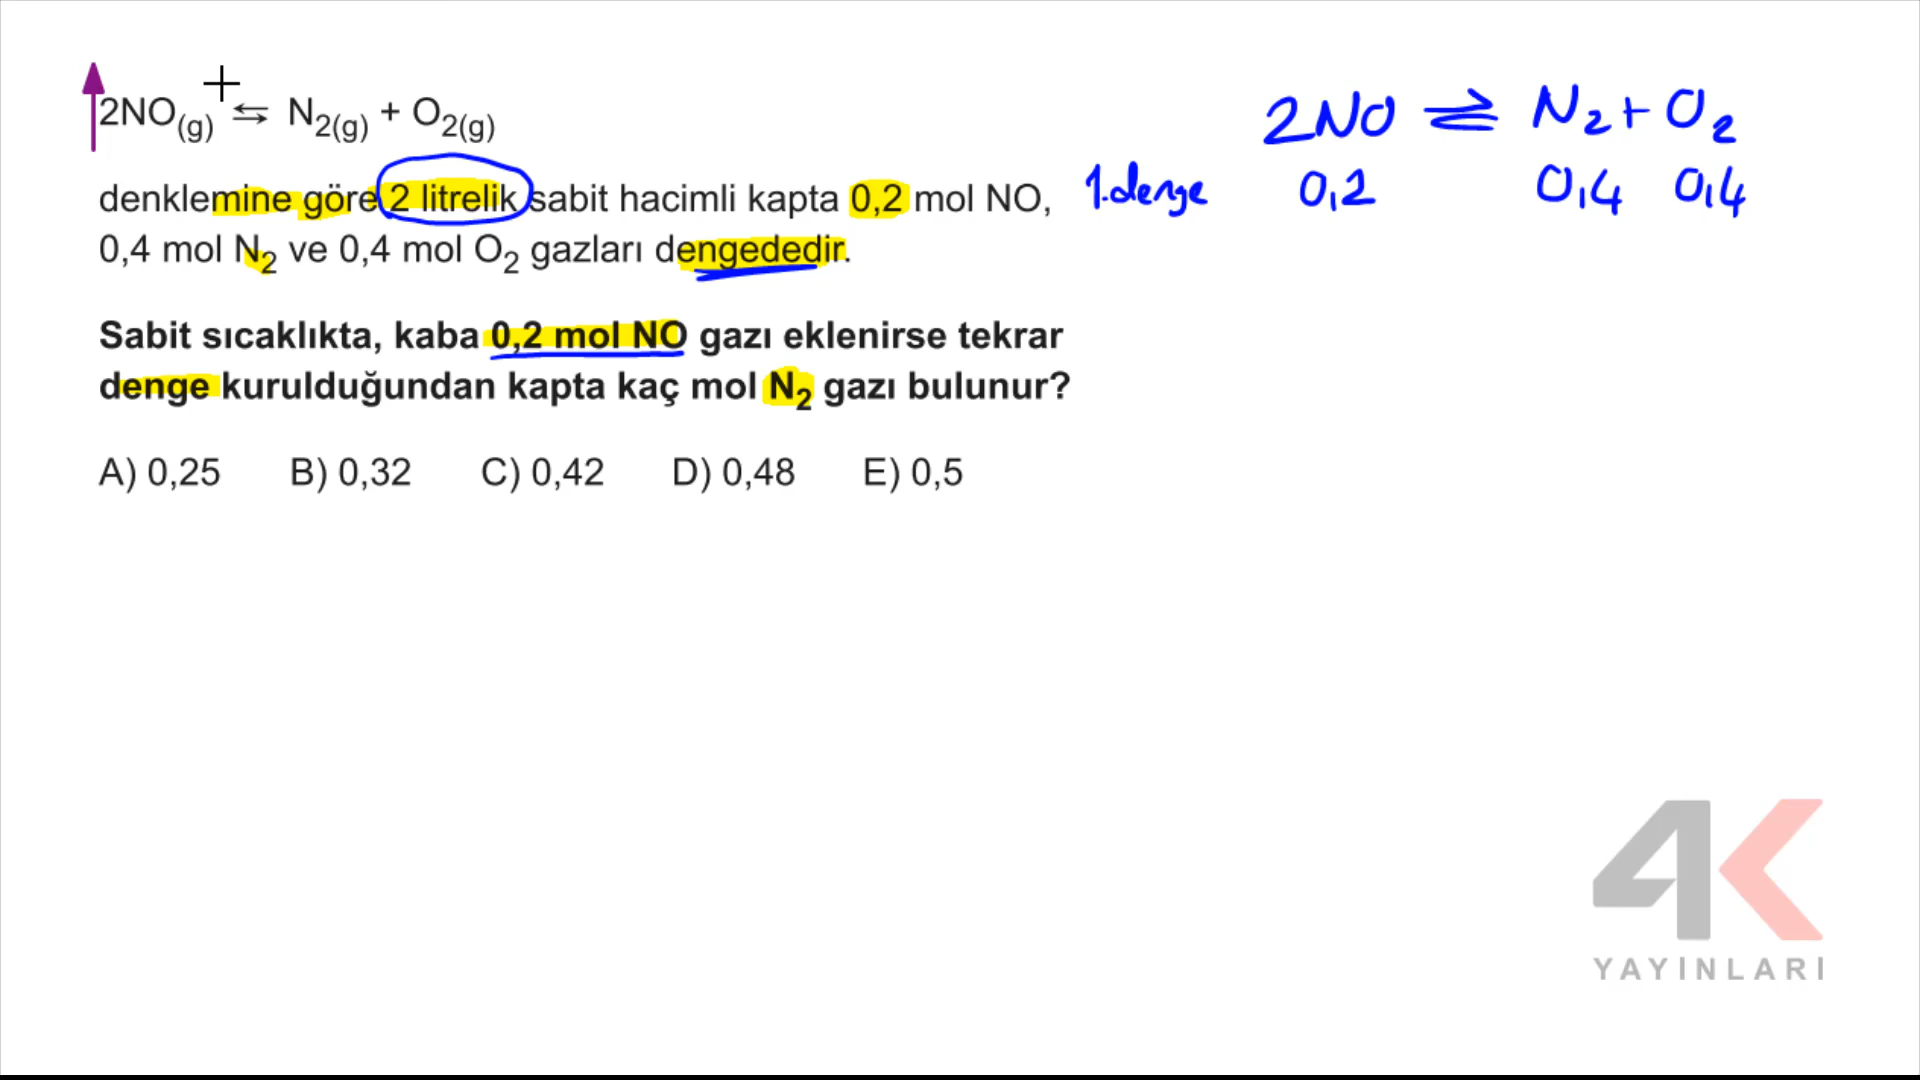 2NO(g) ⇆ N2(g) + O2(g)
denklemine göre 2 litrelik sabit hacimli kapta 0,2 mol NO,
0,4 mol N2 ve 0,4 mol O2 gazları dengededir.
Sabit sıcaklıkta, kaba 0,2 mol NO gazı eklenirse tekrar
denge kurulduğundan kapta kaç mol N2 gazı bulunur?
A) 0,25 B) 0,32 C) 0,42 D) 0,48 E) 0,5
2NO ⇌ N2 + O2
1.denge 0,2 0,4 0,4
4K
YAYINLARI